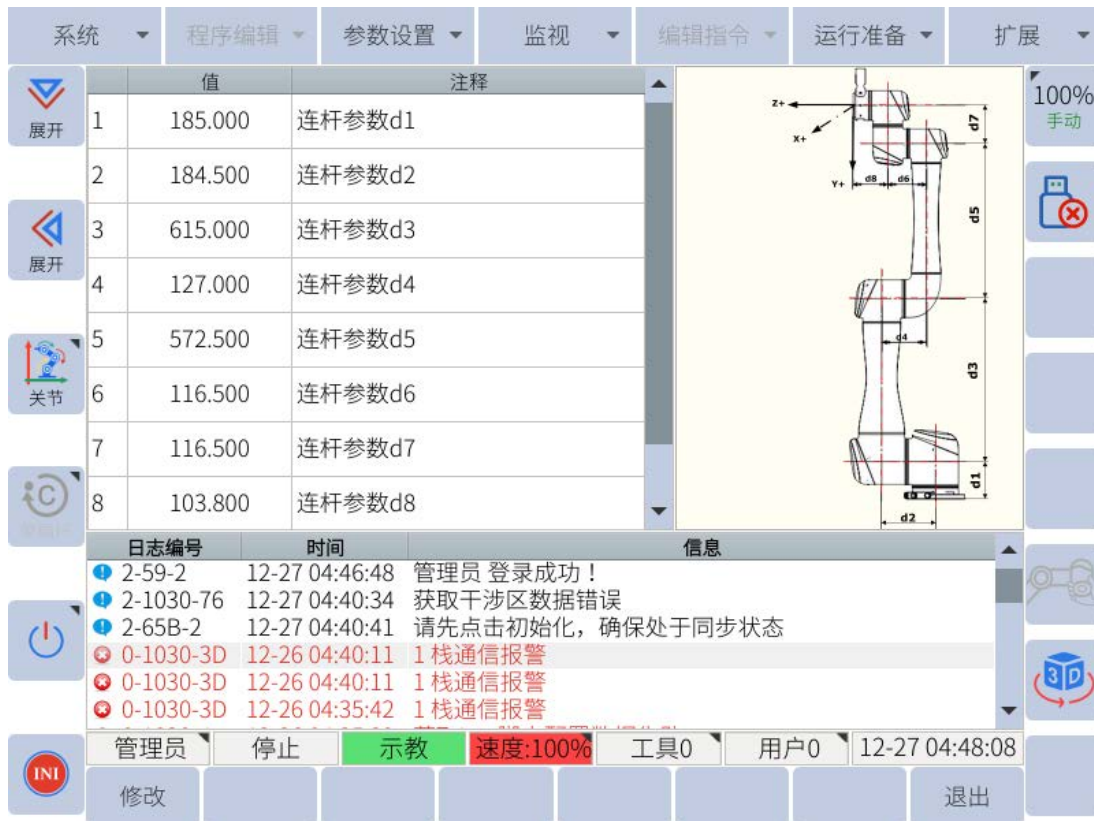 系统 程序编辑 参数设置 监视 编辑指令 运行准备 扩展
展开
展开
关节
值 注释
1 185.000 连杆参数d1
2 184.500 连杆参数d2
3 615.000 连杆参数d3
4 127.000 连杆参数d4
5 572.500 连杆参数d5
6 116.500 连杆参数d6
7 116.500 连杆参数d7
8 103.800 连杆参数d8
Z+
X+
Y+
d8 d6
d7
d5
d4
d3
d1
d2
100%
手动
3D
C
日志编号 时间 信息
2-59-2 12-27 04:46:48 管理员 登录成功！
2-1030-76 12-27 04:40:34 获取干涉区数据错误
2-65B-2 12-27 04:40:41 请先点击初始化，确保处于同步状态
0-1030-3D 12-26 04:40:11 1 栈通信报警
0-1030-3D 12-26 04:40:11 1 栈通信报警
0-1030-3D 12-26 04:35:42 1 栈通信报警
管理员 停止 示教 速度:100% 工具0 用户0 12-27 04:48:08
INI
修改 退出